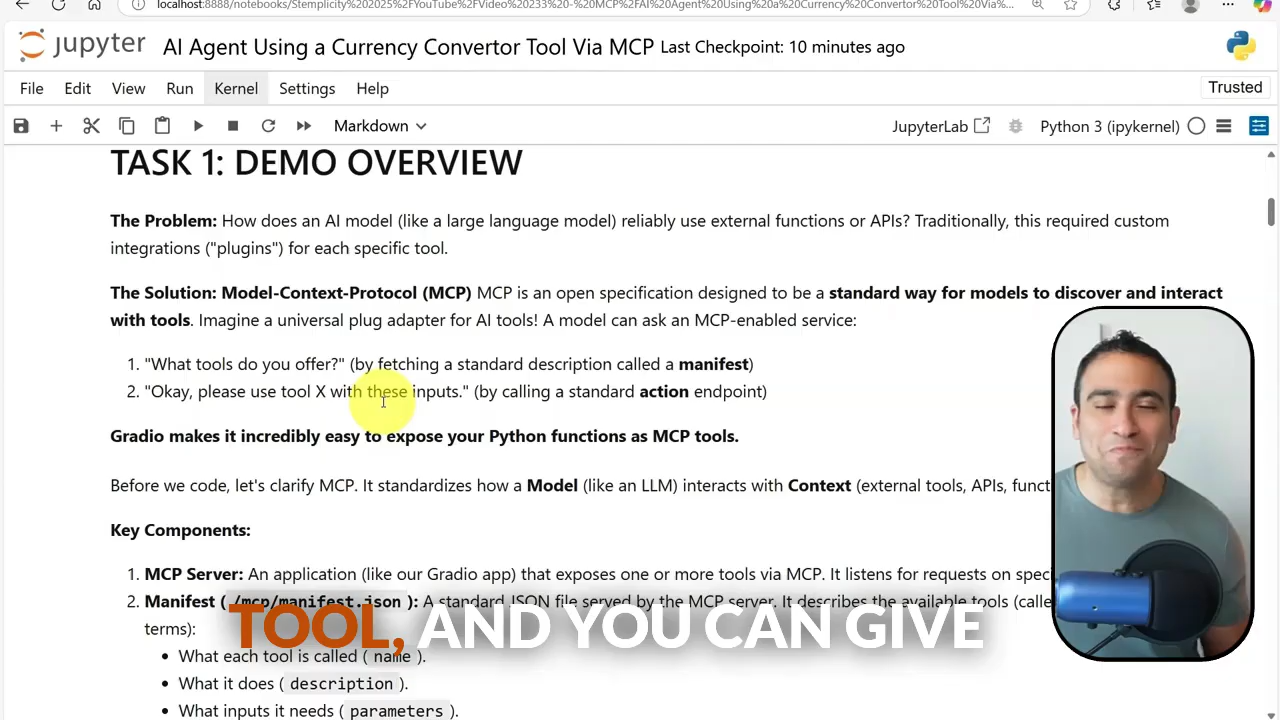 localhost:8888/notebooks/Stemplicity%202025%2FYouTube%2FVideo%2033%20-%20MCP%2FAI%20Agent%20Using%20a%20Currency%20Convertor%20Tool%20Via%...
jupyter AI Agent Using a Currency Convertor Tool Via MCP Last Checkpoint: 10 minutes ago
File Edit View Run Kernel Settings Help Trusted
Markdown JupyterLab Python 3 (ipykernel)
TASK 1: DEMO OVERVIEW
The Problem: How does an AI model (like a large language model) reliably use external functions or APIs? Traditionally, this required custom
integrations ("plugins") for each specific tool.
The Solution: Model-Context-Protocol (MCP) MCP is an open specification designed to be a standard way for models to discover and interact
with tools. Imagine a universal plug adapter for AI tools! A model can ask an MCP-enabled service:
1. "What tools do you offer?" (by fetching a standard description called a manifest)
2. "Okay, please use tool X with these inputs." (by calling a standard action endpoint)
Gradio makes it incredibly easy to expose your Python functions as MCP tools.
Before we code, let's clarify MCP. It standardizes how a Model (like an LLM) interacts with Context (external tools, APIs, funct
Key Components:
1. MCP Server: An application (like our Gradio app) that exposes one or more tools via MCP. It listens for requests on spec
2. Manifest ( /mcp/manifest.json ): A standard JSON file served by the MCP server. It describes the available tools (calle
terms):
TOOL, AND YOU CAN GIVE
• What each tool is called ( name ).
• What it does ( description ).
• What inputs it needs ( parameters ).